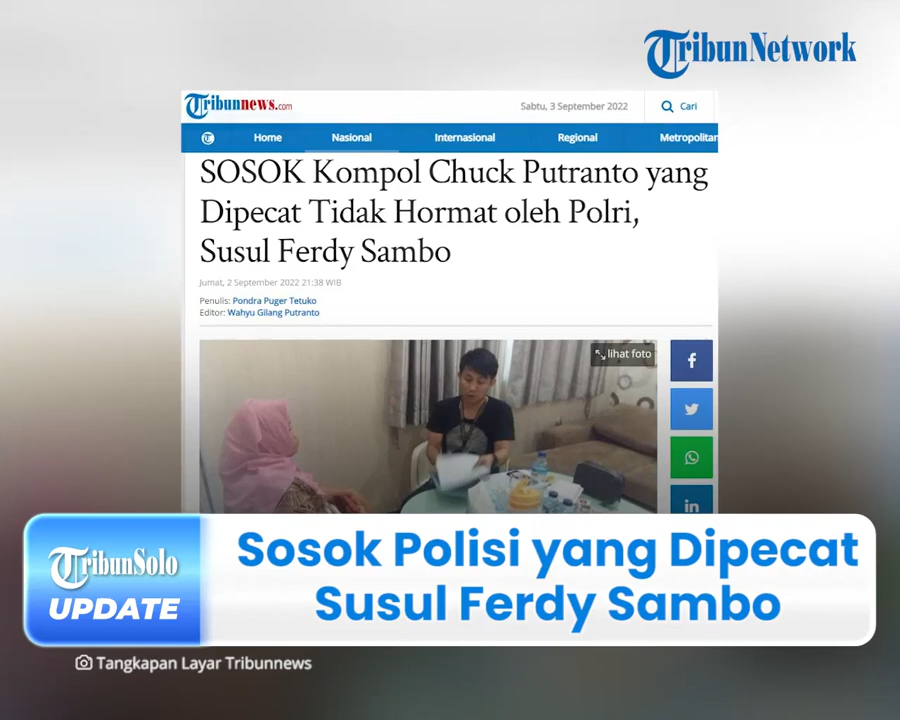 TribunNetwork
Tribunnews.com
Sabtu, 3 September 2022
Cari
Home
Nasional
Internasional
Regional
Metropolitan
SOSOK Kompol Chuck Putranto yang
Dipecat Tidak Hormat oleh Polri,
Susul Ferdy Sambo
Jumat, 2 September 2022 21:38 WIB
Penulis: Pondra Puger Tetuko
Editor: Wahyu Gilang Putranto
lihat foto
f
in
TribunSolo
UPDATE
Sosok Polisi yang Dipecat
Susul Ferdy Sambo
Tangkapan Layar Tribunnews